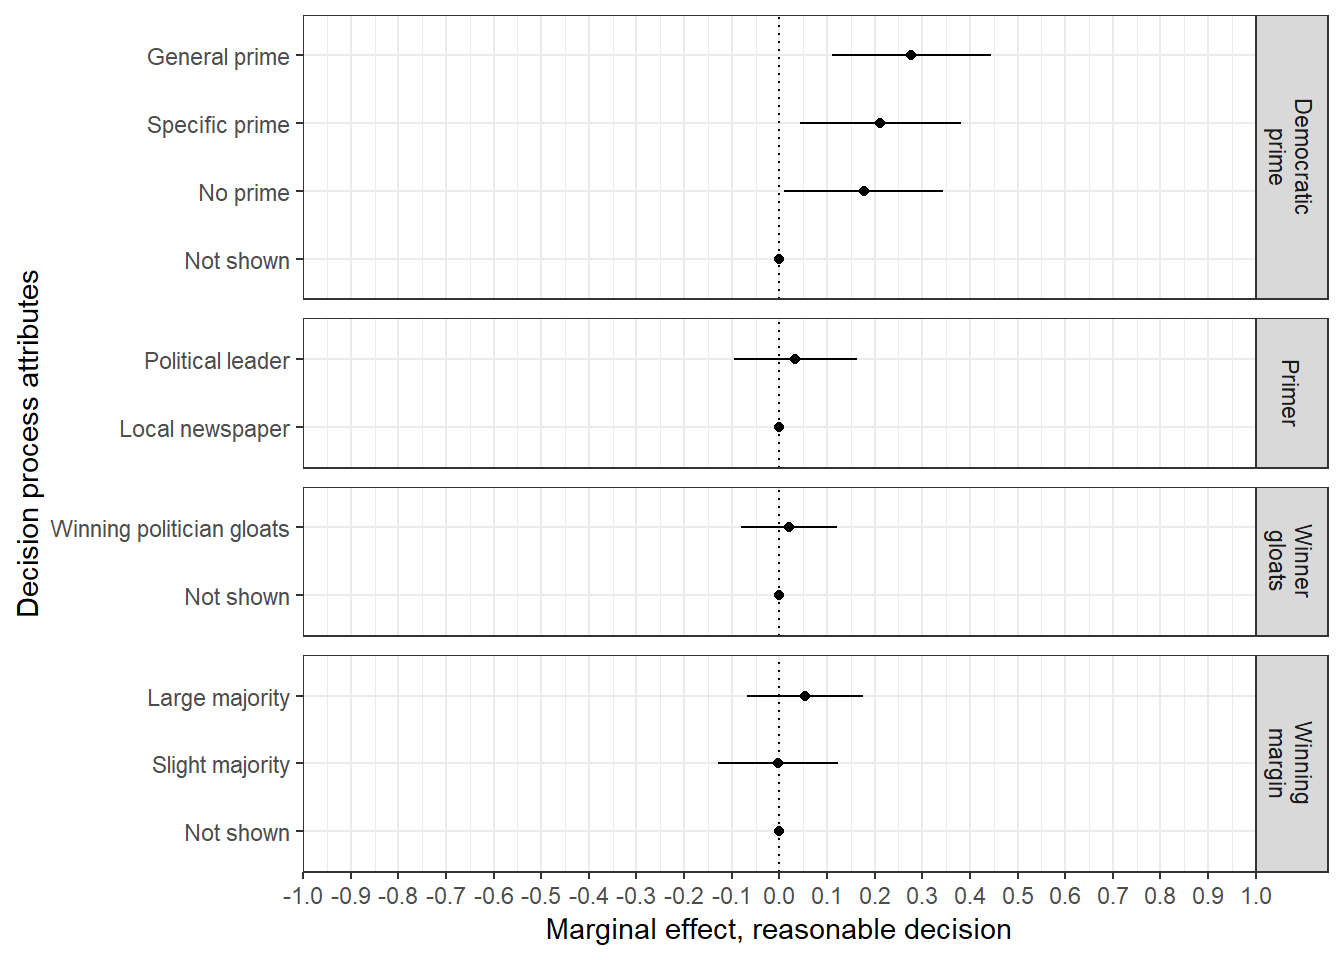 General prime
Specific prime
No prime
Not shown
Democratic
prime
Political leader
Local newspaper
Primer
Winning politician gloats
Not shown
Winner
gloats
Large majority
Slight majority
Not shown
Winning
margin
Decision process attributes
-1.0 -0.9 -0.8 -0.7 -0.6 -0.5 -0.4 -0.3 -0.2 -0.1 0.0 0.1 0.2 0.3 0.4 0.5 0.6 0.7 0.8 0.9 1.0
Marginal effect, reasonable decision